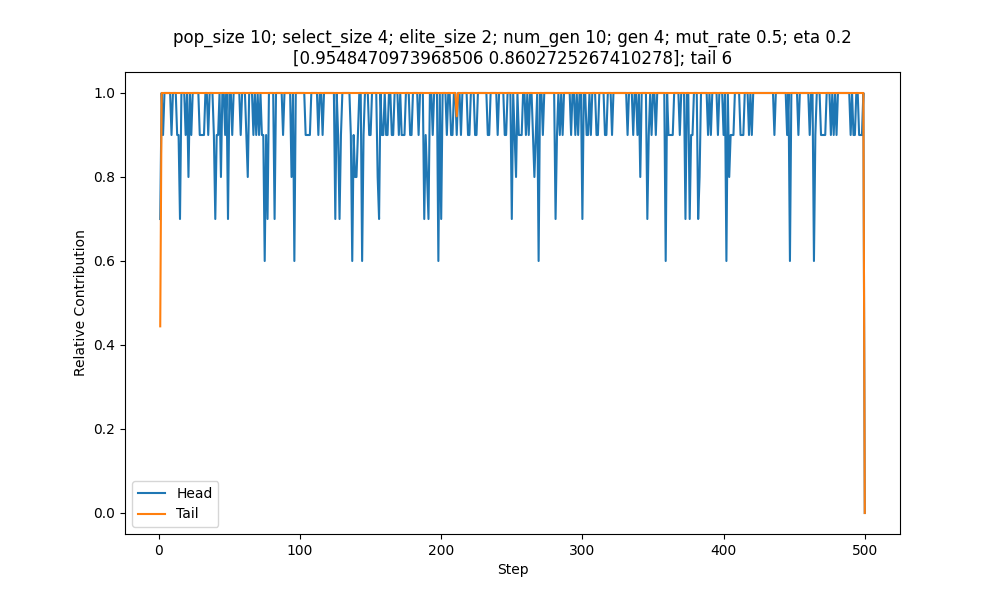 pop_size 10; select_size 4; elite_size 2; num_gen 10; gen 4; mut_rate 0.5; eta 0.2
[0.9548470973968506 0.8602725267410278]; tail 6
1.0
0.8
0.6
0.4
0.2
0.0
Relative Contribution
Head
Tail
0
100
200
300
400
500
Step